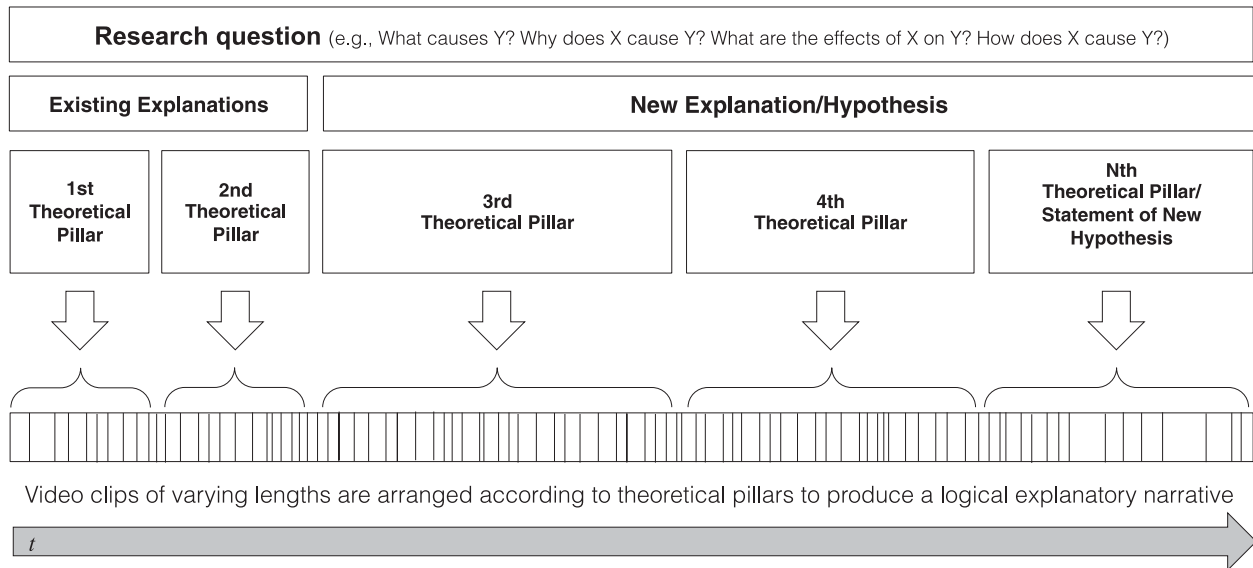 Research question (e.g., What causes Y? Why does X cause Y? What are the effects of X on Y? How does X cause Y?)
Existing Explanations
New Explanation/Hypothesis
1st
Theoretical
Pillar
2nd
Theoretical
Pillar
3rd
Theoretical Pillar
4th
Theoretical Pillar
Nth
Theoretical Pillar/
Statement of New
Hypothesis
Video clips of varying lengths are arranged according to theoretical pillars to produce a logical explanatory narrative
t